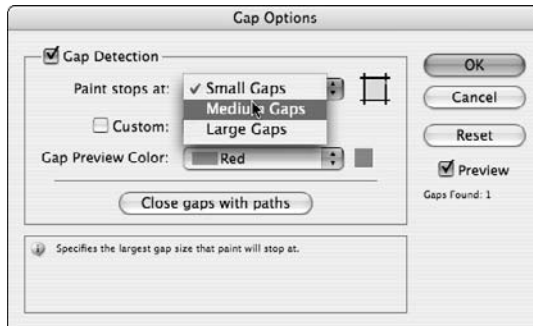 Gap Options
Gap Detection
Paint stops at:
✓ Small Gaps
Medium Gaps
Large Gaps
Custom:
Gap Preview Color:
Red
Close gaps with paths
Specifies the largest gap size that paint will stop at.
OK
Cancel
Reset
Preview
Gaps Found: 1